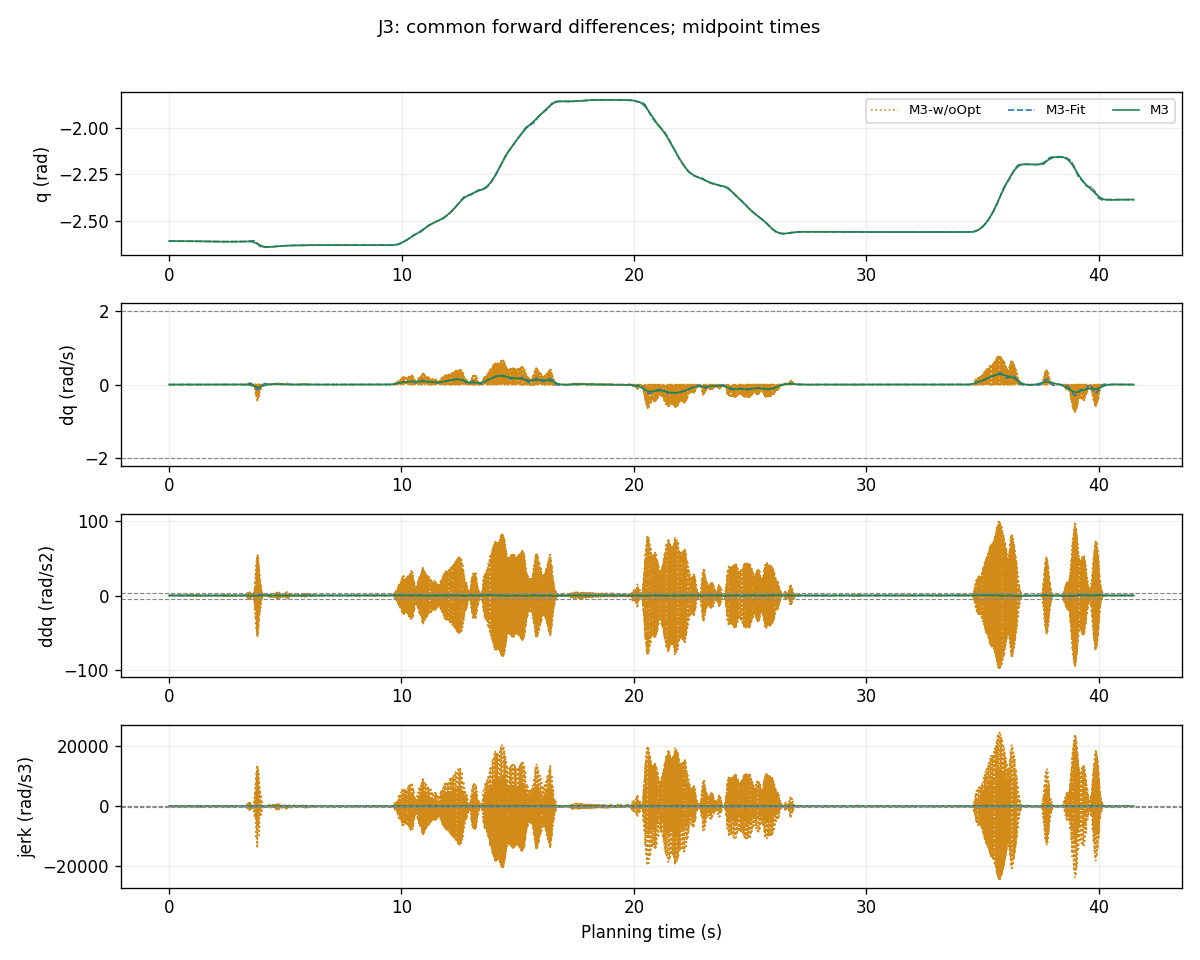 J3: common forward differences; midpoint times
M3-w/oOpt M3-Fit M3
q (rad)
−2.00
−2.25
−2.50
0 10 20 30 40
dq (rad/s)
2
0
−2
0 10 20 30 40
ddq (rad/s2)
100
0
−100
0 10 20 30 40
jerk (rad/s3)
20000
0
−20000
0 10 20 30 40
Planning time (s)